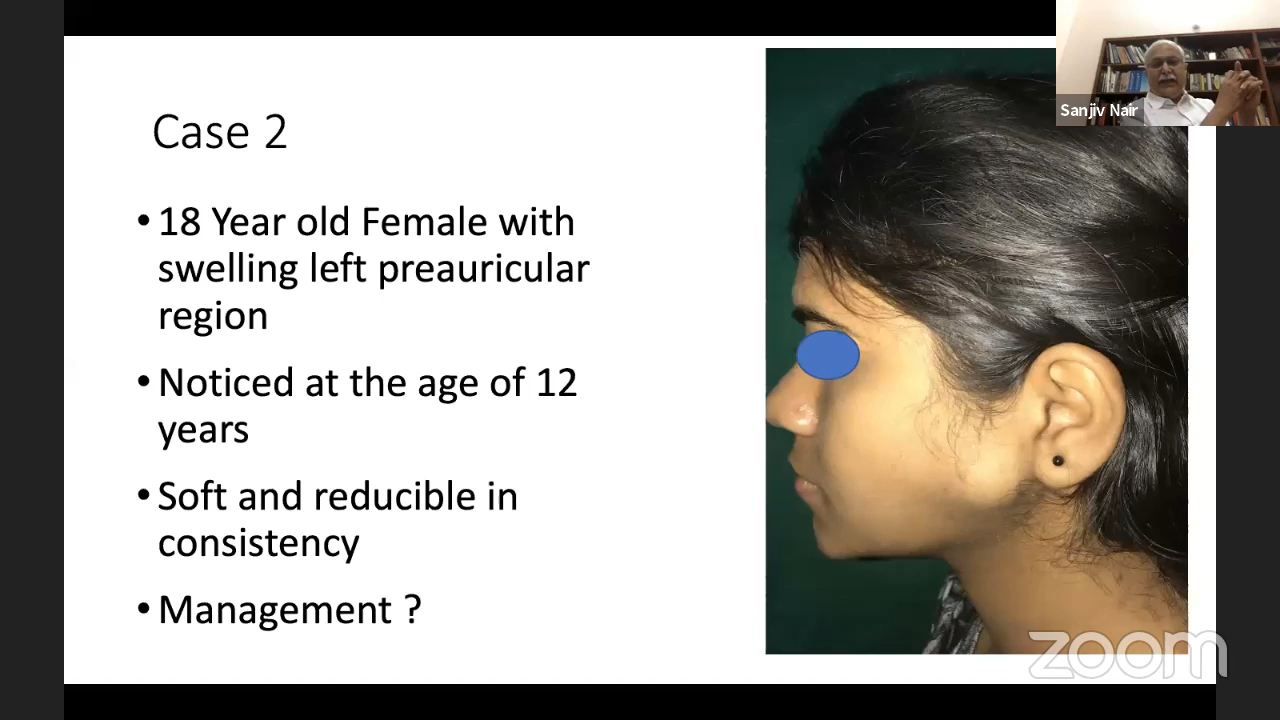 Sanjiv Nair
Case 2
• 18 Year old Female with
swelling left preauricular
region
• Noticed at the age of 12
years
• Soft and reducible in
consistency
• Management ?
zoom